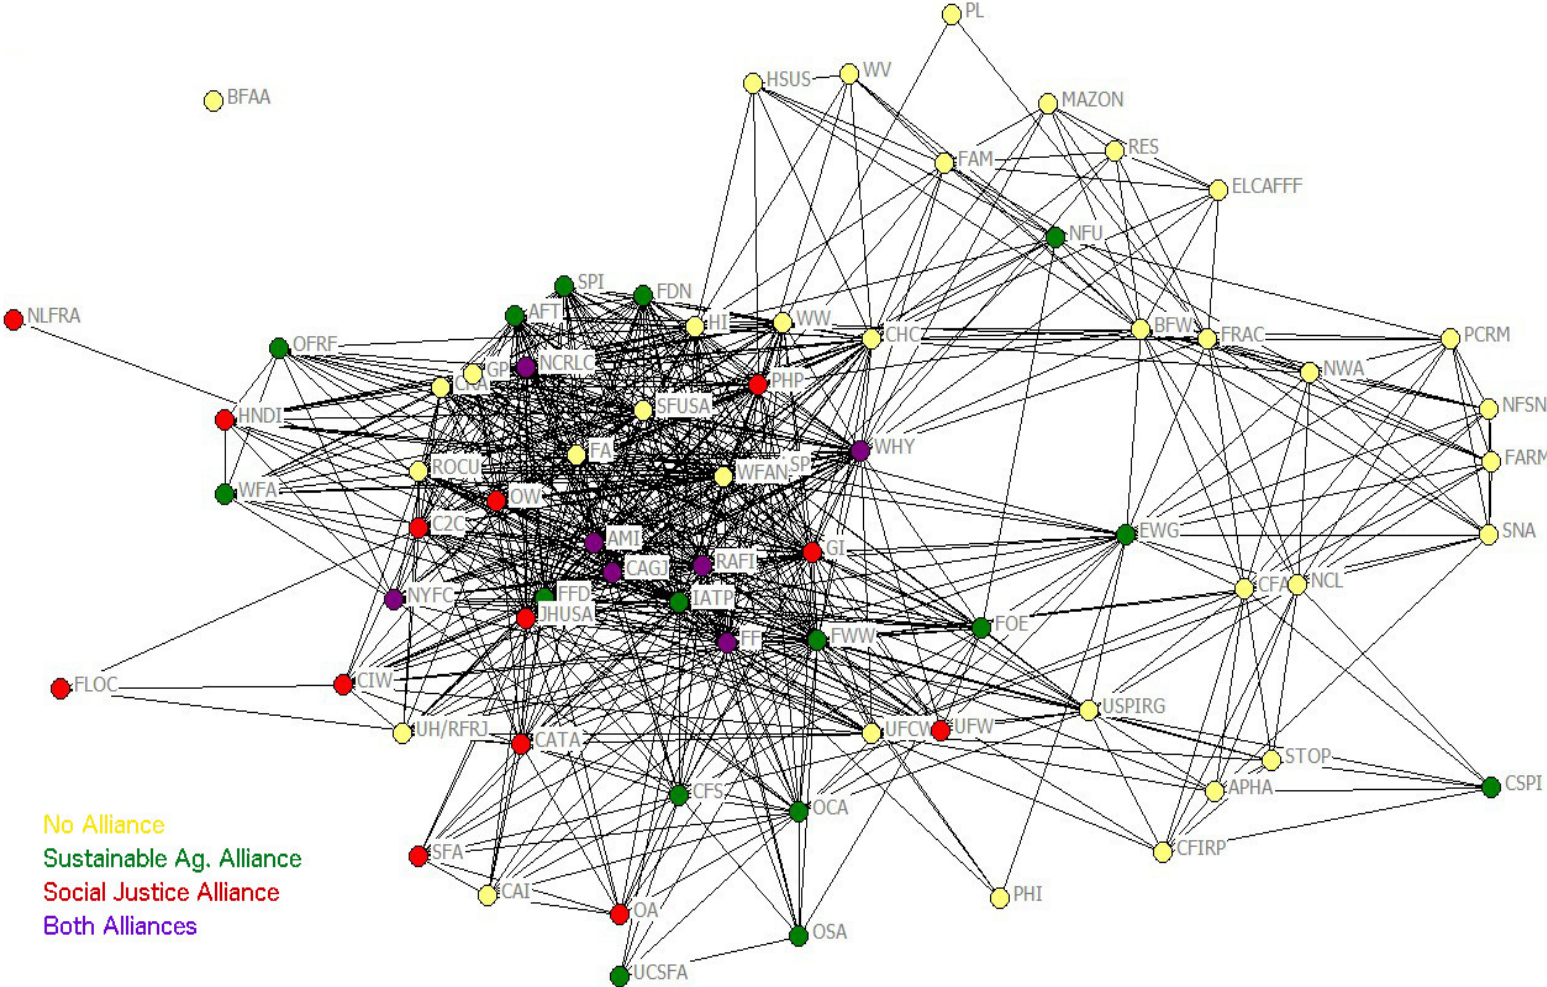 PL
HSUS
WV
BFAA
MAZON
RES
FAM
ELCAFFF
NFU
SPI
FDN
AFT
NLFRA
HI
WW
BFW
OFRF
CHC
FRAC
PCRM
NCRLC
GP
NWA
PHP
SFUSA
NFSN
HNDI
WHY
FA
FARM
ROCU
WFAN
SP
WFA
OW
C2C
EWG
SNA
AMI
GI
RAFI
CAGJ
CFA
NCL
NYFC
FFD
IATP
JHUSA
FOE
FWW
FF
FLOC
CIW
USPIRG
UH/RFRJ
UFCW
UFW
CATA
STOP
CFS
APHA
CSPI
OCA
No Alliance
SFA
CFIRP
Sustainable Ag. Alliance
CAI
PHI
Social Justice Alliance
OA
Both Alliances
OSA
UCSFA